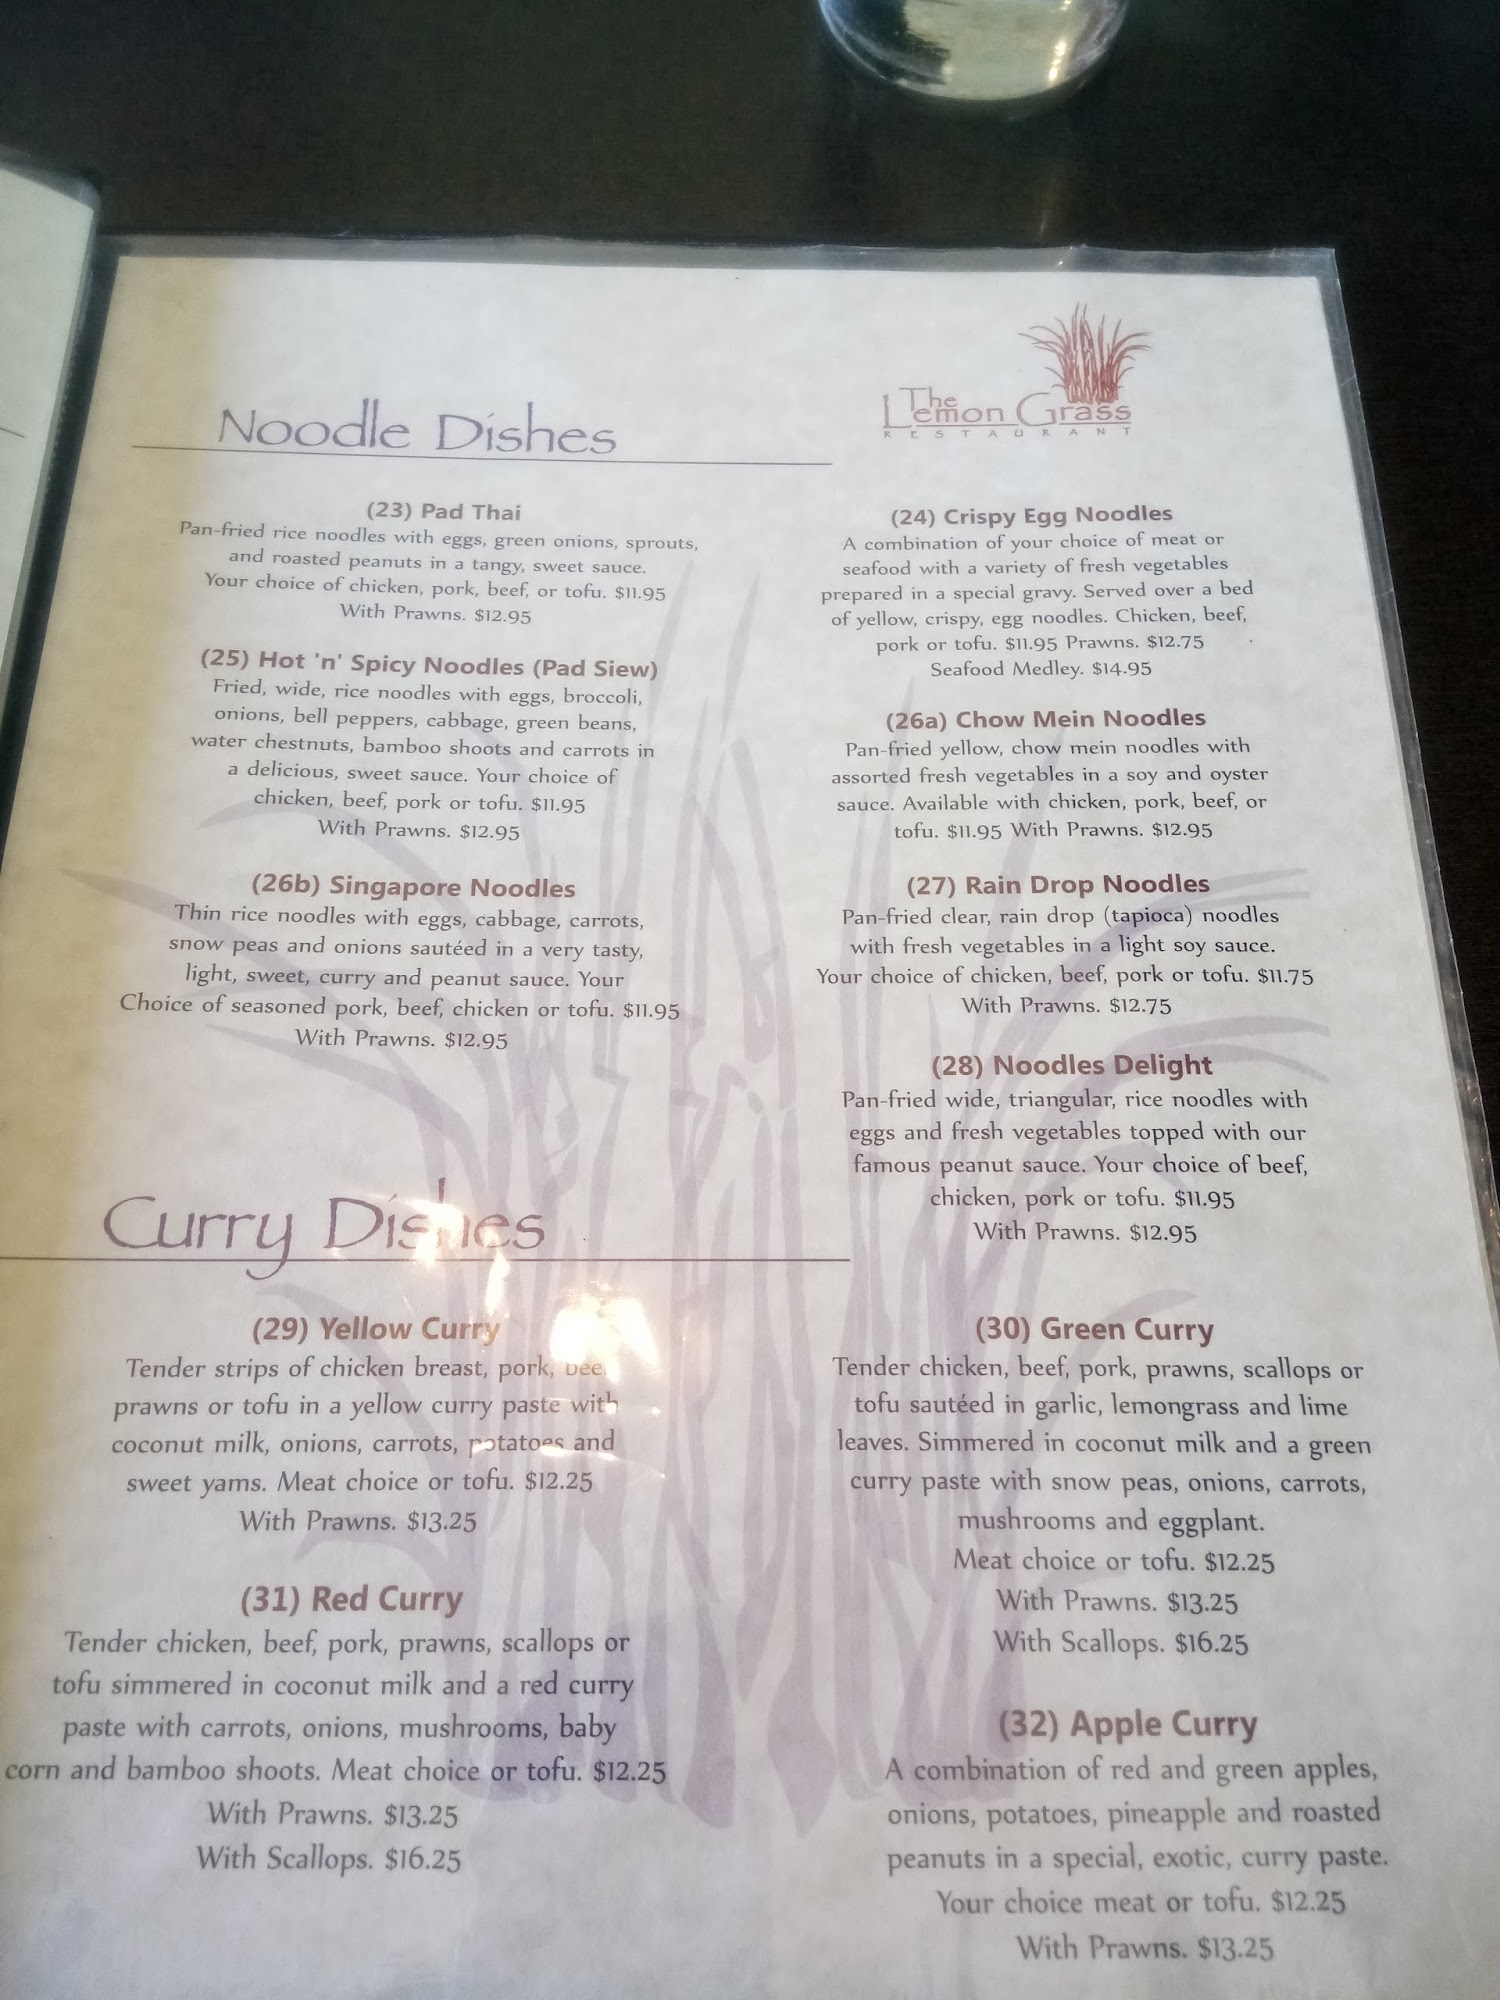 The
Lemon Grass
RESTAURANT
Noodle Dishes
(23) Pad Thai
Pan-fried rice noodles with eggs, green onions, sprouts,
and roasted peanuts in a tangy, sweet sauce.
Your choice of chicken, pork, beef, or tofu. $11.95
With Prawns. $12.95
(25) Hot 'n' Spicy Noodles (Pad Siew)
Fried, wide, rice noodles with eggs, broccoli,
onions, bell peppers, cabbage, green beans,
water chestnuts, bamboo shoots and carrots in
a delicious, sweet sauce. Your choice of
chicken, beef, pork or tofu. $11.95
With Prawns. $12.95
(26b) Singapore Noodles
Thin rice noodles with eggs, cabbage, carrots,
snow peas and onions sautéed in a very tasty,
light, sweet, curry and peanut sauce. Your
Choice of seasoned pork, beef, chicken or tofu. $11.95
With Prawns. $12.95
(24) Crispy Egg Noodles
A combination of your choice of meat or
seafood with a variety of fresh vegetables
prepared in a special gravy. Served over a bed
of yellow, crispy, egg noodles. Chicken, beef,
pork or tofu. $11.95 Prawns. $12.75
Seafood Medley. $14.95
(26a) Chow Mein Noodles
Pan-fried yellow, chow mein noodles with
assorted fresh vegetables in a soy and oyster
sauce. Available with chicken, pork, beef, or
tofu. $11.95 With Prawns. $12.95
(27) Rain Drop Noodles
Pan-fried clear, rain drop (tapioca) noodles
with fresh vegetables in a light soy sauce.
Your choice of chicken, beef, pork or tofu. $11.75
With Prawns. $12.75
(28) Noodles Delight
Pan-fried wide, triangular, rice noodles with
eggs and fresh vegetables topped with our
famous peanut sauce. Your choice of beef,
chicken, pork or tofu. $11.95
With Prawns. $12.95
Curry Dishes
(29) Yellow Curry
Tender strips of chicken breast, pork, beef
prawns or tofu in a yellow curry paste with
coconut milk, onions, carrots, potatoes and
sweet yams. Meat choice or tofu. $12.25
With Prawns. $13.25
(31) Red Curry
Tender chicken, beef, pork, prawns, scallops or
tofu simmered in coconut milk and a red curry
paste with carrots, onions, mushrooms, baby
corn and bamboo shoots. Meat choice or tofu. $12.25
With Prawns. $13.25
With Scallops. $16.25
(30) Green Curry
Tender chicken, beef, pork, prawns, scallops or
tofu sautéed in garlic, lemongrass and lime
leaves. Simmered in coconut milk and a green
curry paste with snow peas, onions, carrots,
mushrooms and eggplant.
Meat choice or tofu. $12.25
With Prawns. $13.25
With Scallops. $16.25
(32) Apple Curry
A combination of red and green apples,
onions, potatoes, pineapple and roasted
peanuts in a special, exotic, curry paste.
Your choice meat or tofu. $12.25
With Prawns. $13.25